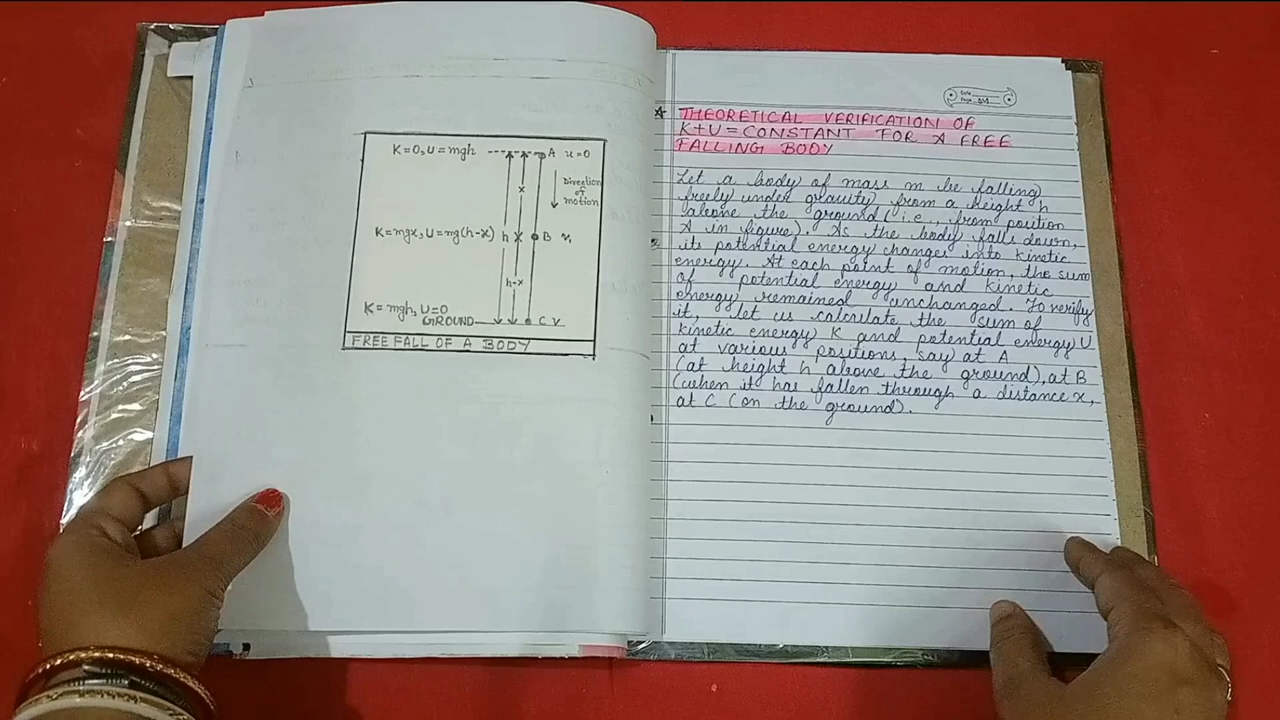 K=0, U=mgh
A u=0
x
Direction
of
motion
K=mgx, U=mg(h-x)
h
x
B
h-x
K=mgh, U=0
GROUND
C V
FREE FALL OF A BODY
Date
Page
THEORETICAL VERIFICATION OF
K+U=CONSTANT FOR A FREE
FALLING BODY
Let a body of mass m be falling
freely under gravity from a height h
above the ground (i.e., from position
A in figure). As the body falls down,
its potential energy changes into kinetic
energy. At each point of motion, the sum
of potential energy and kinetic
energy remained unchanged. To verify
it, let us calculate the sum of
kinetic energy K and potential energy U
at various positions, say at A
(at height h above the ground), at B
(when it has fallen through a distance x,
at C (on the ground).